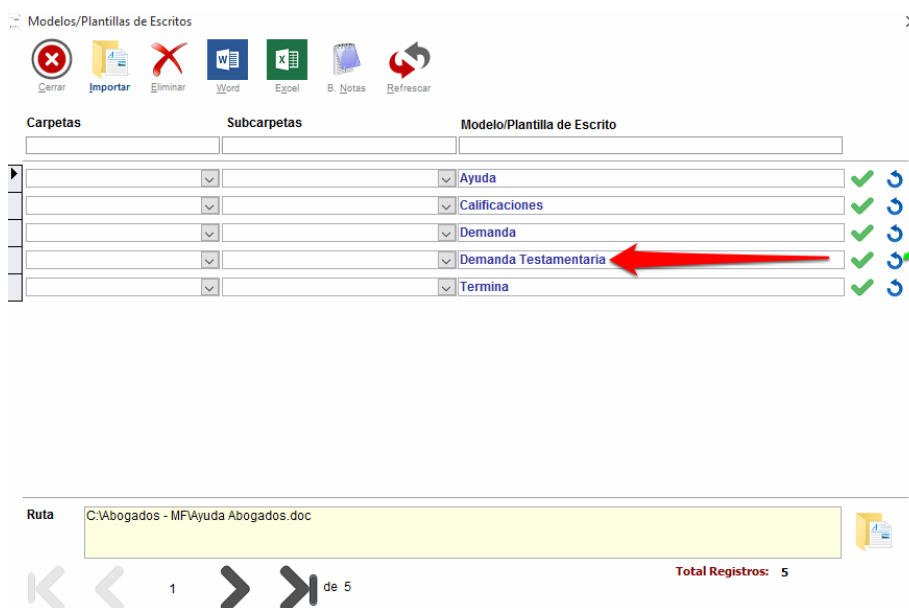 Modelos/Plantillas de Escritos
Cerrar Importar Eliminar Word Excel B. Notas Refrescar
Carpetas Subcarpetas Modelo/Plantilla de Escrito
Ayuda
Calificaciones
Demanda
Demanda Testamentaria
Termina
Ruta C:\Abogados - MF\Ayuda Abogados.doc
Total Registros: 5
1 de 5